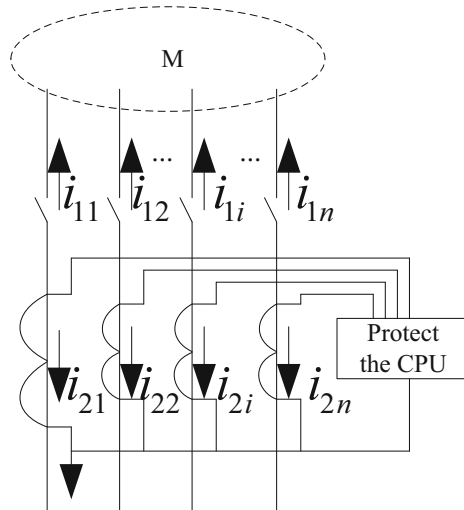 M
... ...
i11 i12 i1i i1n
Protect
the CPU
i21 i22 i2i i2n